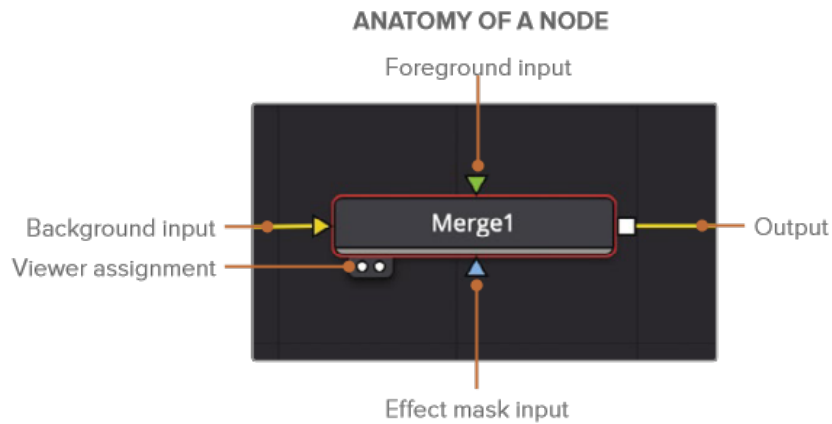 ANATOMY OF A NODE
Foreground input
Background input
Merge1
Output
Viewer assignment
Effect mask input